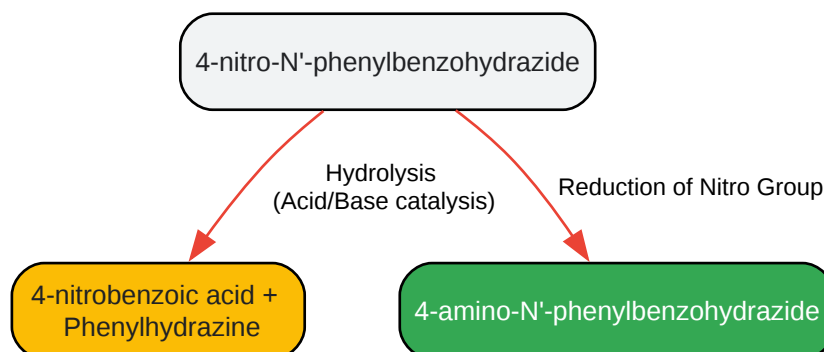 4-nitro-N'-phenylbenzohydrazide
Hydrolysis
(Acid/Base catalysis)
Reduction of Nitro Group
4-nitrobenzoic acid +
Phenylhydrazine
4-amino-N'-phenylbenzohydrazide